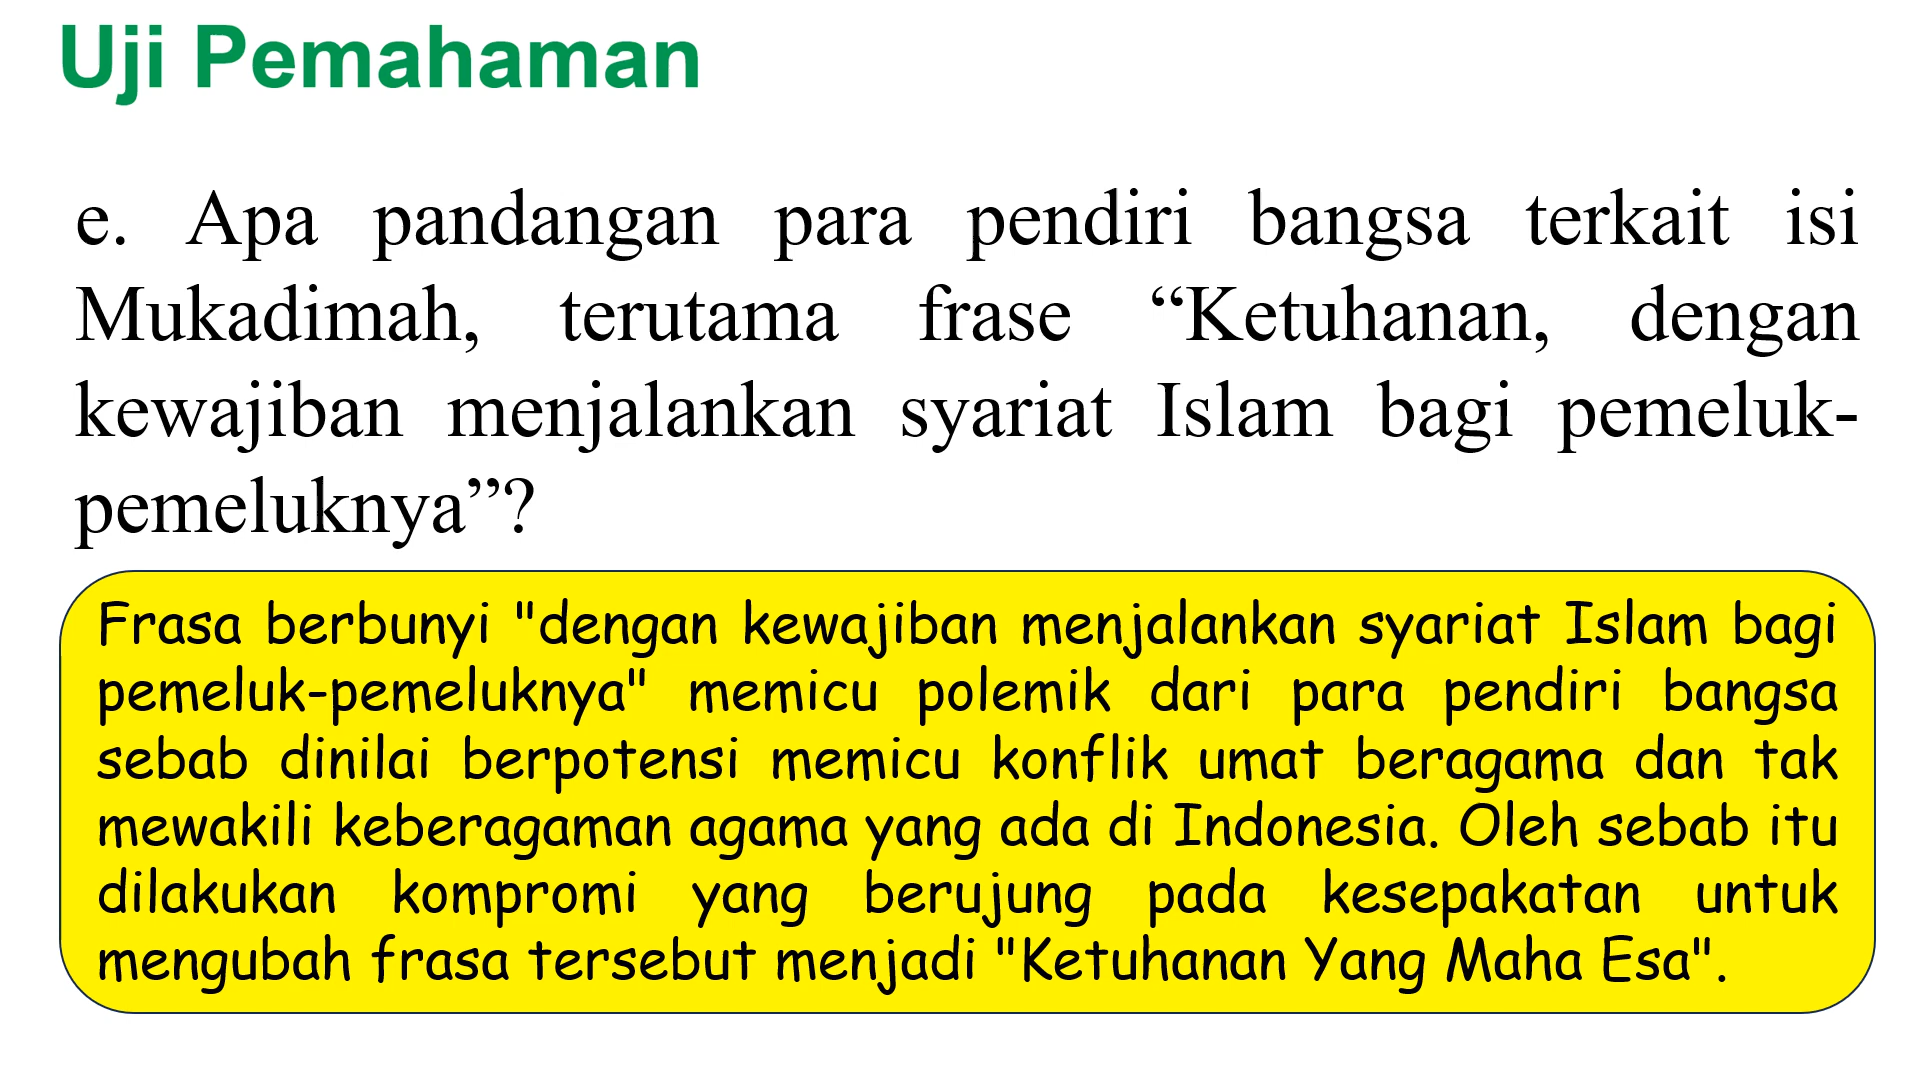 Uji Pemahaman
e. Apa pandangan para pendiri bangsa terkait isi
Mukadimah, terutama frase “Ketuhanan, dengan
kewajiban menjalankan syariat Islam bagi pemeluk-
pemeluknya”?
Frasa berbunyi "dengan kewajiban menjalankan syariat Islam bagi
pemeluk-pemeluknya" memicu polemik dari para pendiri bangsa
sebab dinilai berpotensi memicu konflik umat beragama dan tak
mewakili keberagaman agama yang ada di Indonesia. Oleh sebab itu
dilakukan kompromi yang berujung pada kesepakatan untuk
mengubah frasa tersebut menjadi "Ketuhanan Yang Maha Esa".